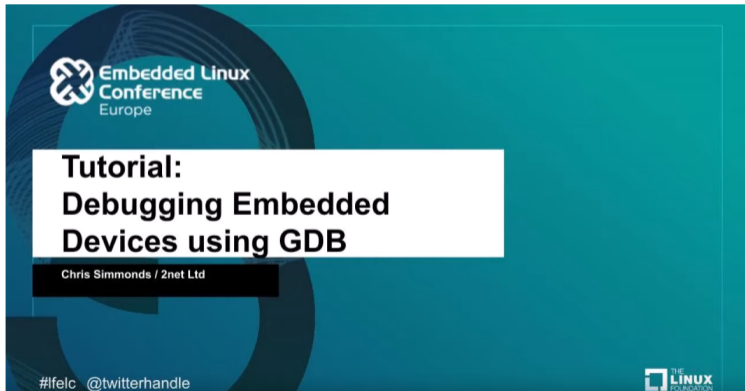 Embedded Linux
Conference
Europe
Tutorial:
Debugging Embedded
Devices using GDB
Chris Simmonds / 2net Ltd
#lfelc @twitterhandle
THE
LINUX
FOUNDATION